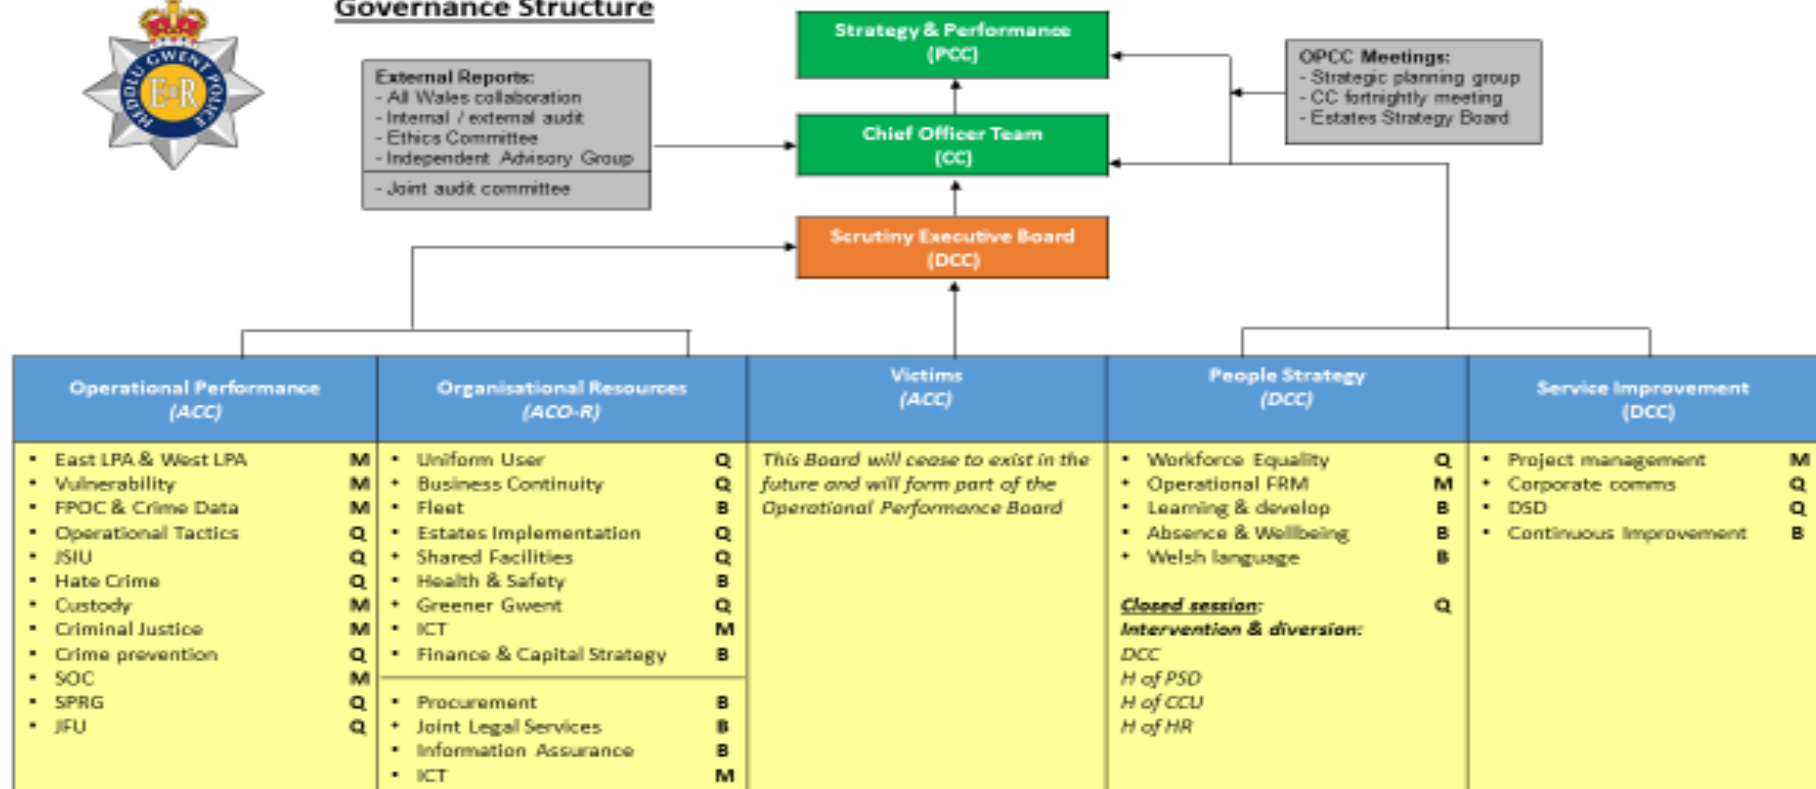 Governance Structure
HEDDLU GWENT POLICE
E II R
External Reports:
- All Wales collaboration
- Internal / external audit
- Ethics Committee
- Independent Advisory Group
- Joint audit committee
Strategy & Performance
(PCC)
Chief Officer Team
(CC)
Scrutiny Executive Board
(DCC)
OPCC Meetings:
- Strategic planning group
- CC fortnightly meeting
- Estates Strategy Board
Operational Performance
(ACC)
• East LPA & West LPA M
• Vulnerability M
• FPOC & Crime Data M
• Operational Tactics Q
• JSIU Q
• Hate Crime Q
• Custody M
• Criminal Justice M
• Crime prevention Q
• SOC M
• SPRG Q
• JFU Q
Organisational Resources
(ACO-R)
• Uniform User Q
• Business Continuity Q
• Fleet B
• Estates Implementation Q
• Shared Facilities Q
• Health & Safety B
• Greener Gwent Q
• ICT M
• Finance & Capital Strategy B
• Procurement B
• Joint Legal Services B
• Information Assurance B
• ICT M
Victims
(ACC)
This Board will cease to exist in the
future and will form part of the
Operational Performance Board
People Strategy
(DCC)
• Workforce Equality Q
• Operational FRM M
• Learning & develop B
• Absence & Wellbeing B
• Welsh language B
Closed session: Q
Intervention & diversion:
DCC
H of PSD
H of CCU
H of HR
Service Improvement
(DCC)
• Project management M
• Corporate comms Q
• DSD Q
• Continuous Improvement B